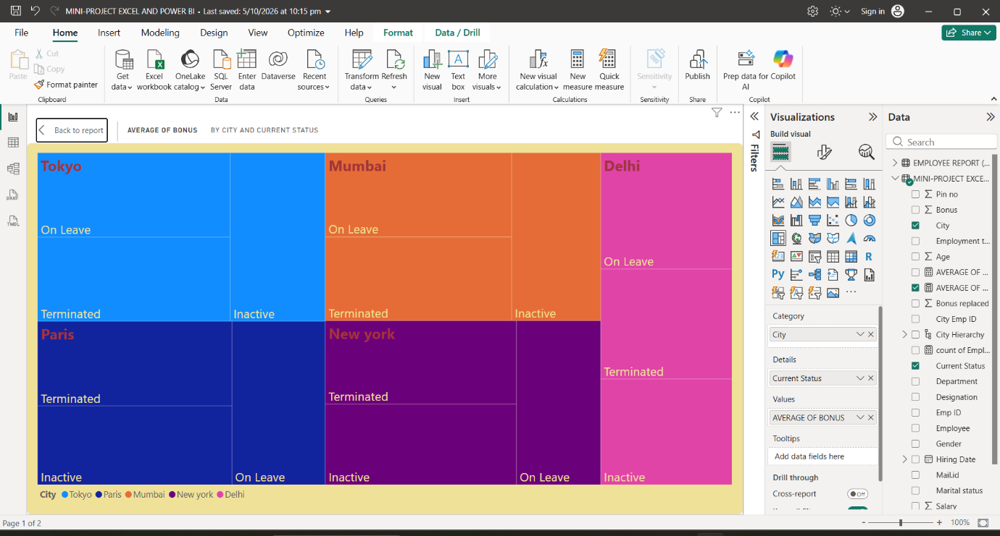 MINI-PROJECT EXCEL AND POWER BI • Last saved: 5/10/2026 at 10:15 pm
Sign in
File Home Insert Modeling Design View Optimize Help Format Data / Drill
Share
Paste
Cut
Copy
Format painter
Get data
Excel workbook
OneLake catalog
SQL Server
Enter data
Dataverse
Recent sources
Transform data
Refresh
New visual
Text box
More visuals
New visual calculation
New measure
Quick measure
Sensitivity
Publish
Prep data for AI
Copilot
Clipboard Data Queries Insert Calculations Sensitivity Share Copilot
Back to report
AVERAGE OF BONUS BY CITY AND CURRENT STATUS
Tokyo
On Leave
Terminated
Inactive
Mumbai
On Leave
Terminated
Inactive
Delhi
On Leave
Terminated
Inactive
Paris
Terminated
Inactive
On Leave
New york
Terminated
Inactive
On Leave
City Tokyo Paris Mumbai New york Delhi
Filters
Visualizations
Build visual
Py
R
Category
City
Details
Current Status
Values
AVERAGE OF BONUS
Tooltips
Add data fields here
Drill through
Cross-report
Off
Data
Search
EMPLOYEE REPORT (...
MINI-PROJECT EXCE...
Pin no
Bonus
City
Employment t...
Age
AVERAGE OF ...
AVERAGE OF ...
Bonus replaced
City Emp ID
City Hierarchy
count of Empl...
Current Status
Department
Designation
Emp ID
Employee
Gender
Hiring Date
Mail.id
Marital status
Salary
Page 1 of 2
- + 100%